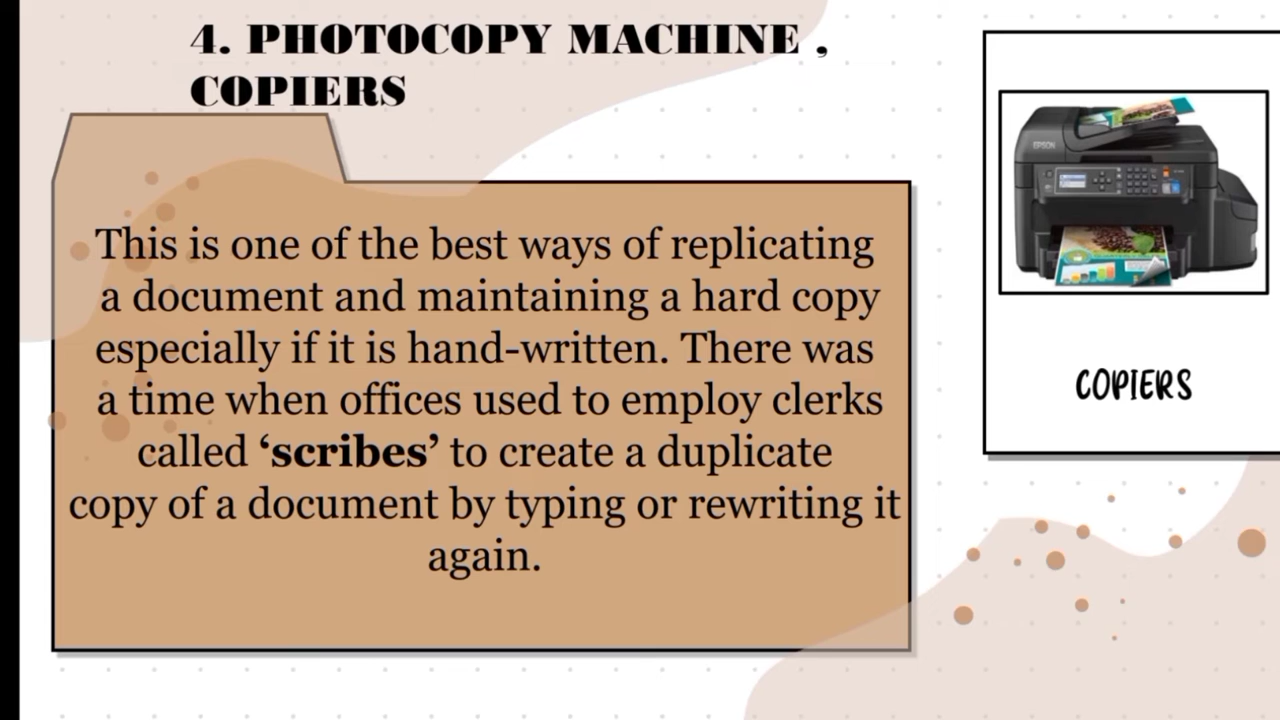 4. PHOTOCOPY MACHINE ,
COPIERS
This is one of the best ways of replicating
a document and maintaining a hard copy
especially if it is hand-written. There was
a time when offices used to employ clerks
called ‘scribes’ to create a duplicate
copy of a document by typing or rewriting it
again.
EPSON
COPIERS